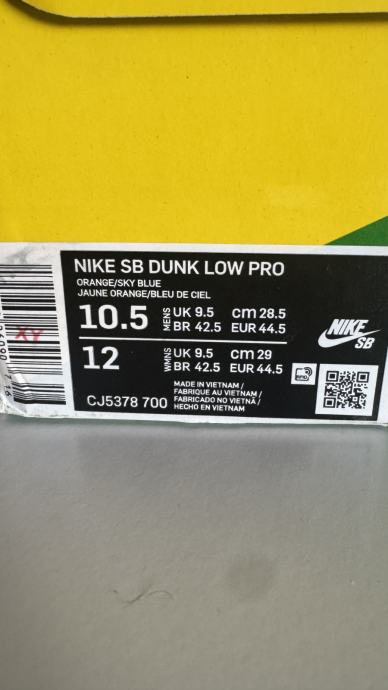 NIKE SB DUNK LOW PRO
ORANGE/SKY BLUE
JAUNE ORANGE/BLEU DE CIEL
10.5 MENS UK 9.5 CM 28.5
BR 42.5 EUR 44.5
12 WMNS UK 9.5 CM 29
BR 42.5 EUR 44.5
MADE IN VIETNAM /
FABRIQUE AU VIETNAM /
FABRICADO NO VIETNÃ /
HECHO EN VIETNAM
CJ5378 700
NIKE
SB
XY